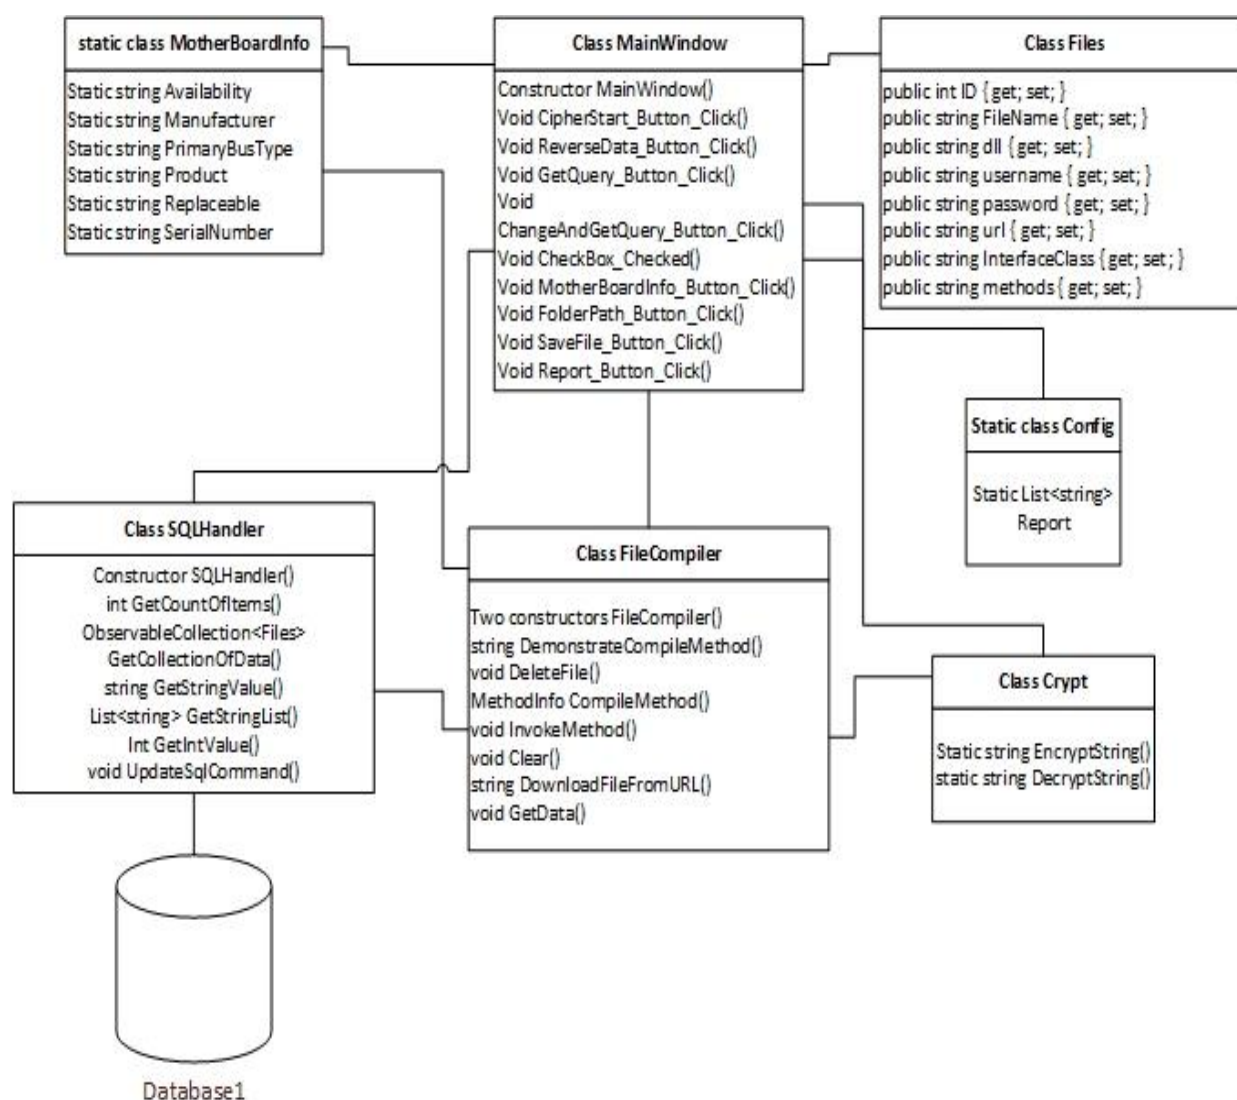 static class MotherBoardInfo
Static string Availability
Static string Manufacturer
Static string PrimaryBusType
Static string Product
Static string Replaceable
Static string SerialNumber
Class MainWindow
Constructor MainWindow()
Void CipherStart_Button_Click()
Void ReverseData_Button_Click()
Void GetQuery_Button_Click()
Void
ChangeAndGetQuery_Button_Click()
Void CheckBox_Checked()
Void MotherBoardInfo_Button_Click()
Void FolderPath_Button_Click()
Void SaveFile_Button_Click()
Void Report_Button_Click()
Class Files
public int ID { get; set; }
public string FileName { get; set; }
public string dll { get; set; }
public string username { get; set; }
public string password { get; set; }
public string url { get; set; }
public string InterfaceClass { get; set; }
public string methods { get; set; }
Static class Config
Static List<string>
Report
Class SQLHandler
Constructor SQLHandler()
int GetCountOfItems()
ObservableCollection<Files>
GetCollectionOfData()
string GetStringValue()
List<string> GetStringList()
Int GetIntValue()
void UpdateSqlCommand()
Class FileCompiler
Two constructors FileCompiler()
string DemonstrateCompileMethod()
void DeleteFile()
MethodInfo CompileMethod()
void InvokeMethod()
void Clear()
string DownloadFileFromURL()
void GetData()
Class Crypt
Static string EncryptString()
static string DecryptString()
Database1